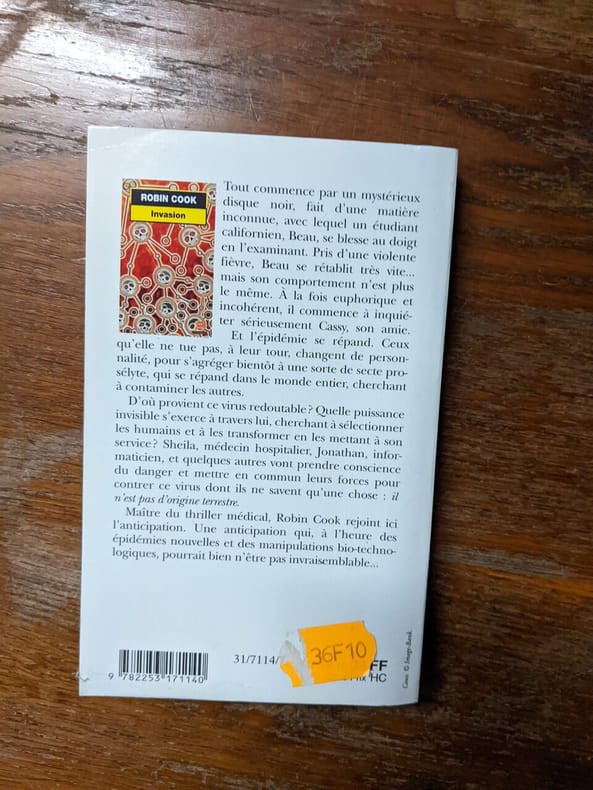 ROBIN COOK
Invasion
Tout commence par un mystérieux
disque noir, fait d'une matière
inconnue, avec lequel un étudiant
californien, Beau, se blesse au doigt
en l'examinant. Pris d'une violente
fièvre, Beau se rétablit très vite...
mais son comportement n'est plus
le même. À la fois euphorique et
incohérent, il commence à inquié-
ter sérieusement Cassy, son amie.
Et l'épidémie se répand. Ceux
qu'elle ne tue pas, à leur tour, changent de person-
nalité, pour s'agréger bientôt à une sorte de secte pro-
sélyte, qui se répand dans le monde entier, cherchant
à contaminer les autres.
D'où provient ce virus redoutable ? Quelle puissance
invisible s'exerce à travers lui, cherchant à sélectionner
les humains et à les transformer en les mettant à son
service ? Sheila, médecin hospitalier, Jonathan, infor-
maticien, et quelques autres vont prendre conscience
du danger et mettre en commun leurs forces pour
contrer ce virus dont ils ne savent qu'une chose : il
n'est pas d'origine terrestre.
Maître du thriller médical, Robin Cook rejoint ici
l'anticipation. Une anticipation qui, à l'heure des
épidémies nouvelles et des manipulations bio-techno-
logiques, pourrait bien n'être pas invraisemblable...
31/7114/
36F10
FF
HC
9 782253 171140
Couv. © Image-Bank.